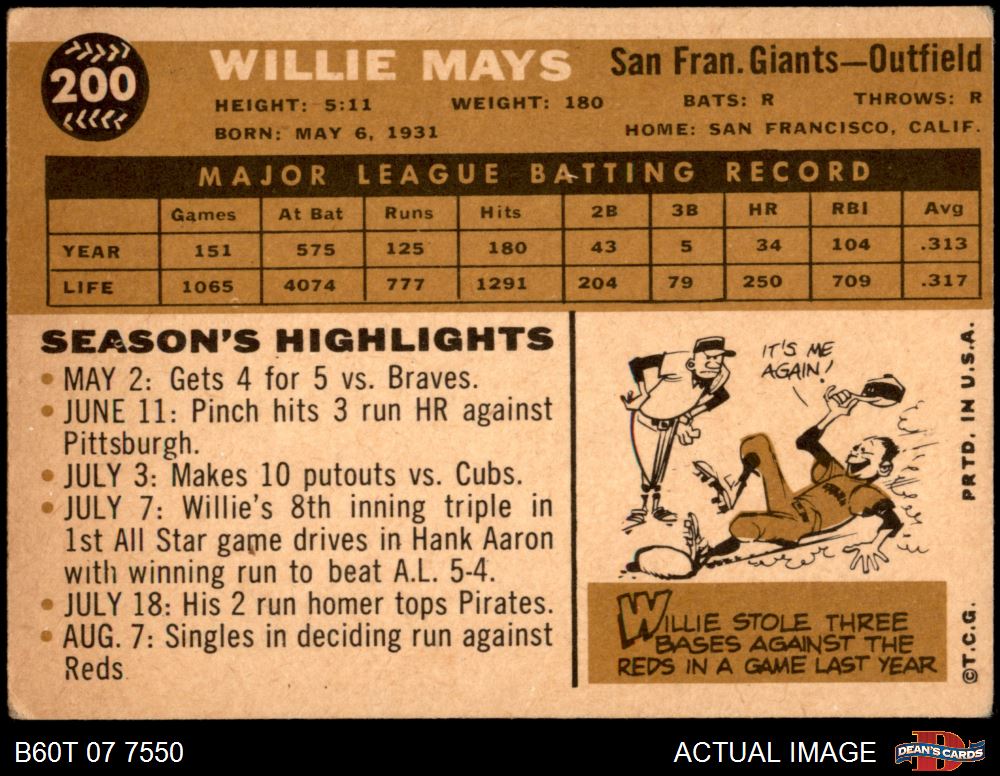 200
WILLIE MAYS
San Fran. Giants—Outfield
HEIGHT: 5:11 WEIGHT: 180 BATS: R THROWS: R
BORN: MAY 6, 1931 HOME: SAN FRANCISCO, CALIF.
MAJOR LEAGUE BATTING RECORD
Games At Bat Runs Hits 2B 3B HR RBI Avg
YEAR 151 575 125 180 43 5 34 104 .313
LIFE 1065 4074 777 1291 204 79 250 709 .317
SEASON'S HIGHLIGHTS
• MAY 2: Gets 4 for 5 vs. Braves.
• JUNE 11: Pinch hits 3 run HR against
Pittsburgh.
• JULY 3: Makes 10 putouts vs. Cubs.
• JULY 7: Willie's 8th inning triple in
1st All Star game drives in Hank Aaron
with winning run to beat A.L. 5-4.
• JULY 18: His 2 run homer tops Pirates.
• AUG. 7: Singles in deciding run against
Reds
IT'S ME
AGAIN!
WILLIE STOLE THREE
BASES AGAINST THE
REDS IN A GAME LAST YEAR
PRTD. IN U.S.A.
©T.C.G.
B60T 07 7550
ACTUAL IMAGE
DEAN'S CARDS